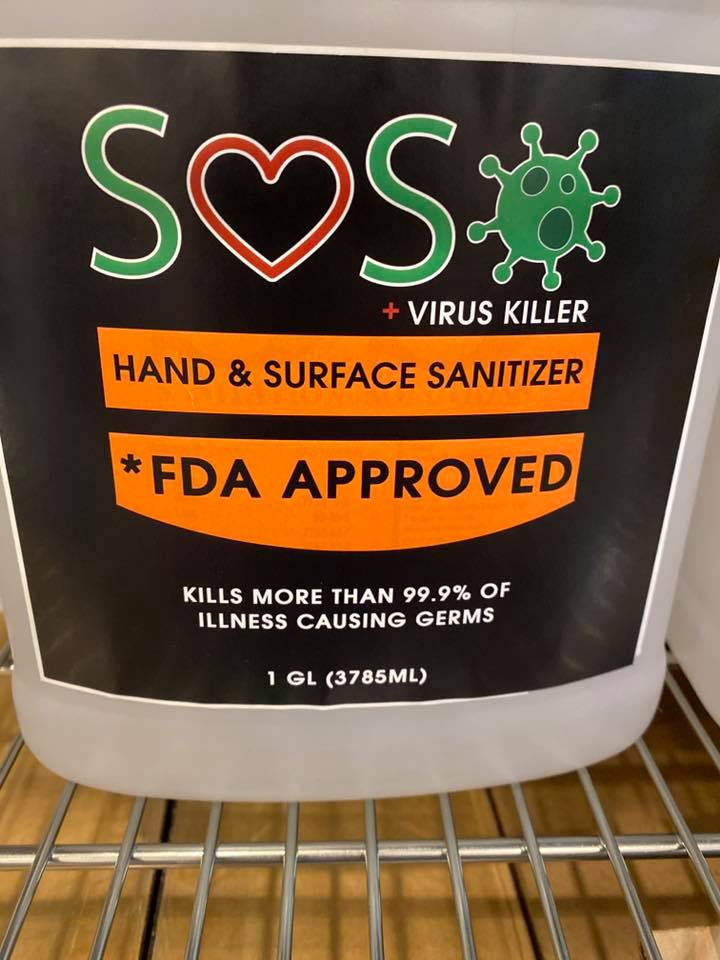 S♡S
+ VIRUS KILLER
HAND & SURFACE SANITIZER
*FDA APPROVED
KILLS MORE THAN 99.9% OF
ILLNESS CAUSING GERMS
1 GL (3785ML)